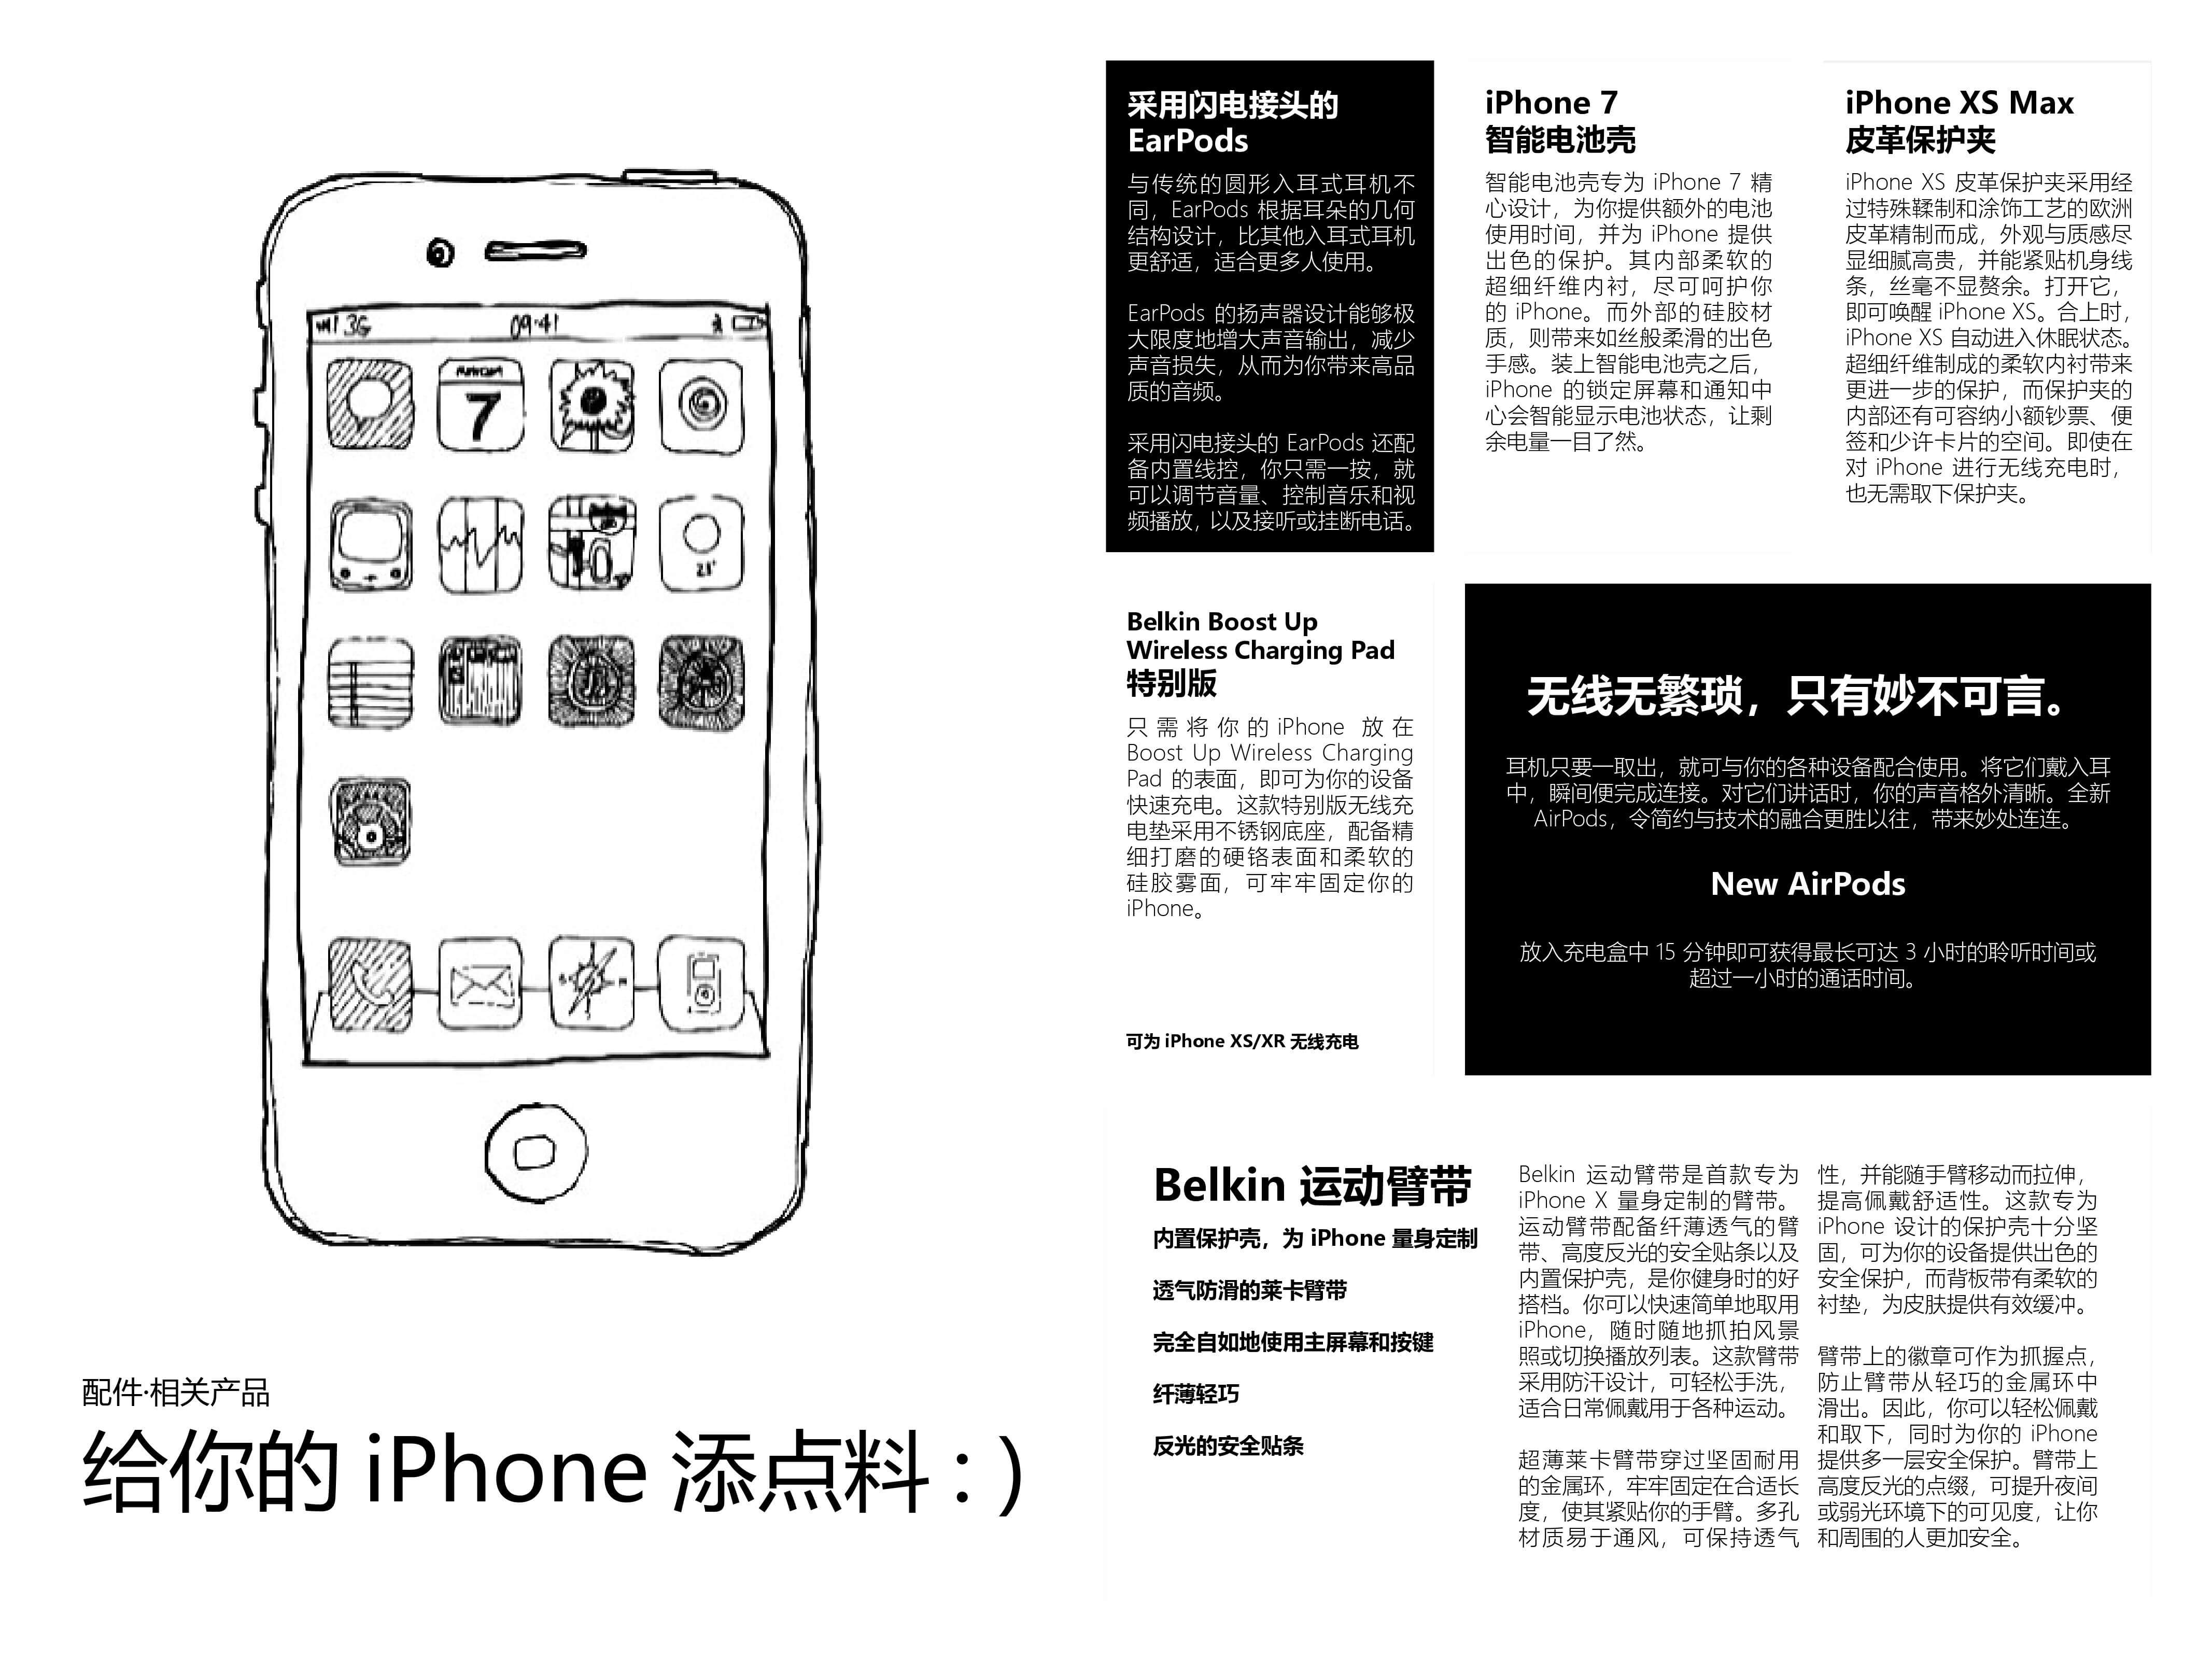 3G
09:41
7
21°
配件·相关产品
给你的 iPhone 添点料 : )
采用闪电接头的
EarPods
与传统的圆形入耳式耳机不
同，EarPods 根据耳朵的几何
结构设计，比其他入耳式耳机
更舒适，适合更多人使用。
EarPods 的扬声器设计能够极
大限度地增大声音输出，减少
声音损失，从而为你带来高品
质的音频。
采用闪电接头的 EarPods 还配
备内置线控，你只需一按，就
可以调节音量、控制音乐和视
频播放，以及接听或挂断电话。
iPhone 7
智能电池壳
智能电池壳专为 iPhone 7 精
心设计，为你提供额外的电池
使用时间，并为 iPhone 提供
出色的保护。其内部柔软的
超细纤维内衬，尽可呵护你
的 iPhone。而外部的硅胶材
质，则带来如丝般柔滑的出色
手感。装上智能电池壳之后，
iPhone 的锁定屏幕和通知中
心会智能显示电池状态，让剩
余电量一目了然。
iPhone XS Max
皮革保护夹
iPhone XS 皮革保护夹采用经
过特殊鞣制和涂饰工艺的欧洲
皮革精制而成，外观与质感尽
显细腻高贵，并能紧贴机身线
条，丝毫不显赘余。打开它，
即可唤醒 iPhone XS。合上时，
iPhone XS 自动进入休眠状态。
超细纤维制成的柔软内衬带来
更进一步的保护，而保护夹的
内部还有可容纳小额钞票、便
签和少许卡片的空间。即使在
对 iPhone 进行无线充电时，
也无需取下保护夹。
Belkin Boost Up
Wireless Charging Pad
特别版
只需将你的iPhone 放在
Boost Up Wireless Charging
Pad 的表面，即可为你的设备
快速充电。这款特别版无线充
电垫采用不锈钢底座，配备精
细打磨的硬铬表面和柔软的
硅胶雾面，可牢牢固定你的
iPhone。
可为 iPhone XS/XR 无线充电
无线无繁琐，只有妙不可言。
耳机只要一取出，就可与你的各种设备配合使用。将它们戴入耳
中，瞬间便完成连接。对它们讲话时，你的声音格外清晰。全新
AirPods，令简约与技术的融合更胜以往，带来妙处连连。
New AirPods
放入充电盒中 15 分钟即可获得最长可达 3 小时的聆听时间或
超过一小时的通话时间。
Belkin 运动臂带
内置保护壳，为 iPhone 量身定制
透气防滑的莱卡臂带
完全自如地使用主屏幕和按键
纤薄轻巧
反光的安全贴条
Belkin 运动臂带是首款专为
iPhone X 量身定制的臂带。
运动臂带配备纤薄透气的臂
带、高度反光的安全贴条以及
内置保护壳，是你健身时的好
搭档。你可以快速简单地取用
iPhone，随时随地抓拍风景
照或切换播放列表。这款臂带
采用防汗设计，可轻松手洗，
适合日常佩戴用于各种运动。
超薄莱卡臂带穿过坚固耐用
的金属环，牢牢固定在合适长
度，使其紧贴你的手臂。多孔
材质易于通风，可保持透气
性，并能随手臂移动而拉伸，
提高佩戴舒适性。这款专为
iPhone 设计的保护壳十分坚
固，可为你的设备提供出色的
安全保护，而背板带有柔软的
衬垫，为皮肤提供有效缓冲。
臂带上的徽章可作为抓握点，
防止臂带从轻巧的金属环中
滑出。因此，你可以轻松佩戴
和取下，同时为你的 iPhone
提供多一层安全保护。臂带上
高度反光的点缀，可提升夜间
或弱光环境下的可见度，让你
和周围的人更加安全。